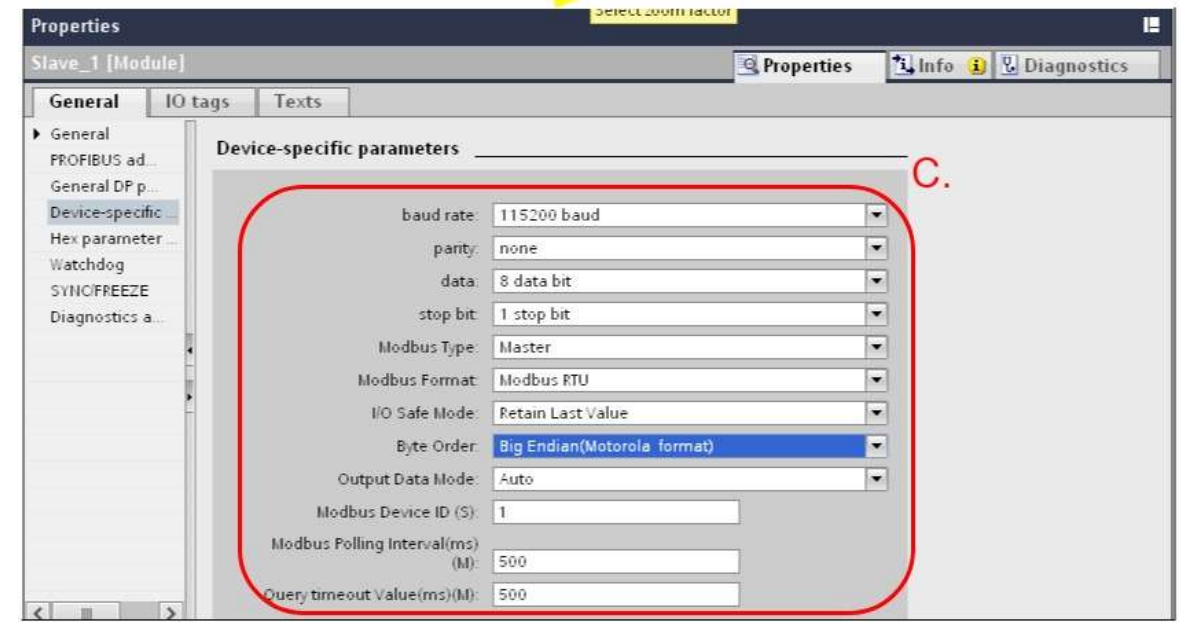 Select zoom factor
Properties
Slave_1 [Module]
Properties
Info
Diagnostics
General
IO tags
Texts
General
PROFIBUS ad...
General DP p...
Device-specific ...
Hex parameter ...
Watchdog
SYNC/FREEZE
Diagnostics a...
Device-specific parameters
C.
baud rate: 115200 baud
parity: none
data: 8 data bit
stop bit: 1 stop bit
Modbus Type: Master
Modbus Format: Modbus RTU
I/O Safe Mode: Retain Last Value
Byte Order: Big Endian(Motorola format)
Output Data Mode: Auto
Modbus Device ID (S): 1
Modbus Polling Interval(ms)
(M): 500
Query timeout Value(ms)(M): 500